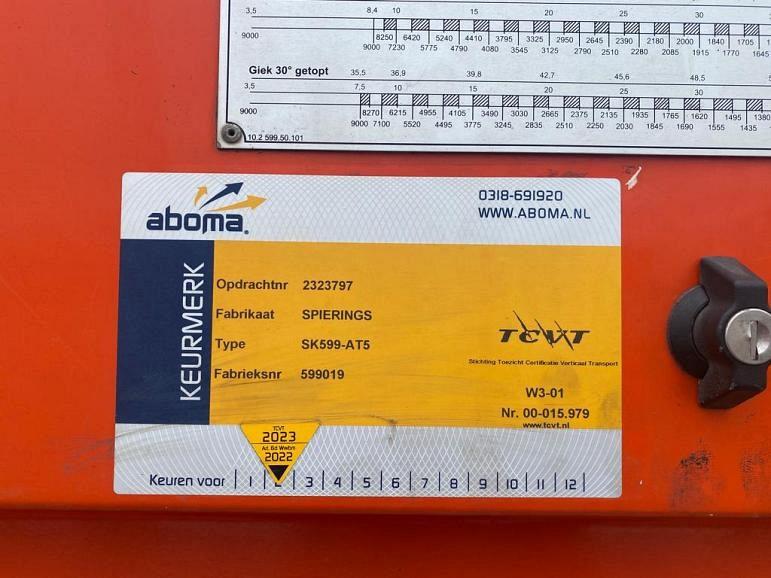 3,5 8,4 10 15 20 25 30
9000 8250 6420 5240 4410 3795 3325 2950 2645 2390 2180 2000 1840 1705
9000 7230 5775 4790 4080 3545 3125 2790 2510 2280 2085 1915 1770 1645
Giek 30° getopt 35,5 36,9 39,8 42,7 45,6 48,5
3,5 7,5 10 15 20 25 30
9000 8270 6215 4955 4105 3490 3030 2665 2375 2135 1935 1765 1620 1495 1380
9000 7100 5520 4495 3775 3245 2835 2510 2250 2030 1845 1690 1555 1435
10.2 599.50.101
aboma®
0318-691920
WWW.ABOMA.NL
KEURMERK
Opdrachtnr 2323797
Fabrikaat SPIERINGS
Type SK599-AT5
Fabrieksnr 599019
TCVT
Stichting Toezicht Certificatie Verticaal Transport
W3-01
Nr. 00-015.979
www.tcvt.nl
TCVT
2023
2022
Keuren voor 1 2 3 4 5 6 7 8 9 10 11 12